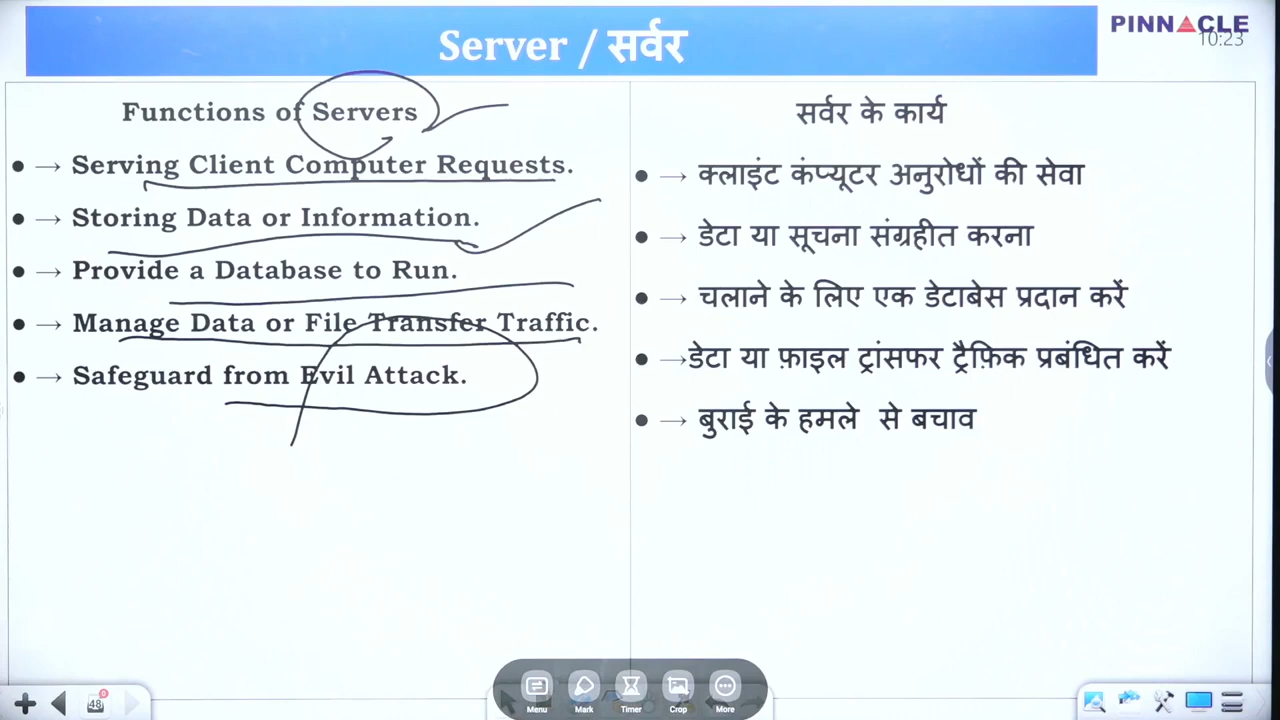 Server / सर्वर
PINNACLE
10:23
Functions of Servers
• → Serving Client Computer Requests.
• → Storing Data or Information.
• → Provide a Database to Run.
• → Manage Data or File Transfer Traffic.
• → Safeguard from Evil Attack.
सर्वर के कार्य
• → क्लाइंट कंप्यूटर अनुरोधों की सेवा
• → डेटा या सूचना संग्रहीत करना
• → चलाने के लिए एक डेटाबेस प्रदान करें
• →डेटा या फ़ाइल ट्रांसफर ट्रैफ़िक प्रबंधित करें
• → बुराई के हमले से बचाव
48
0
Menu
Mark
Timer
Crop
More